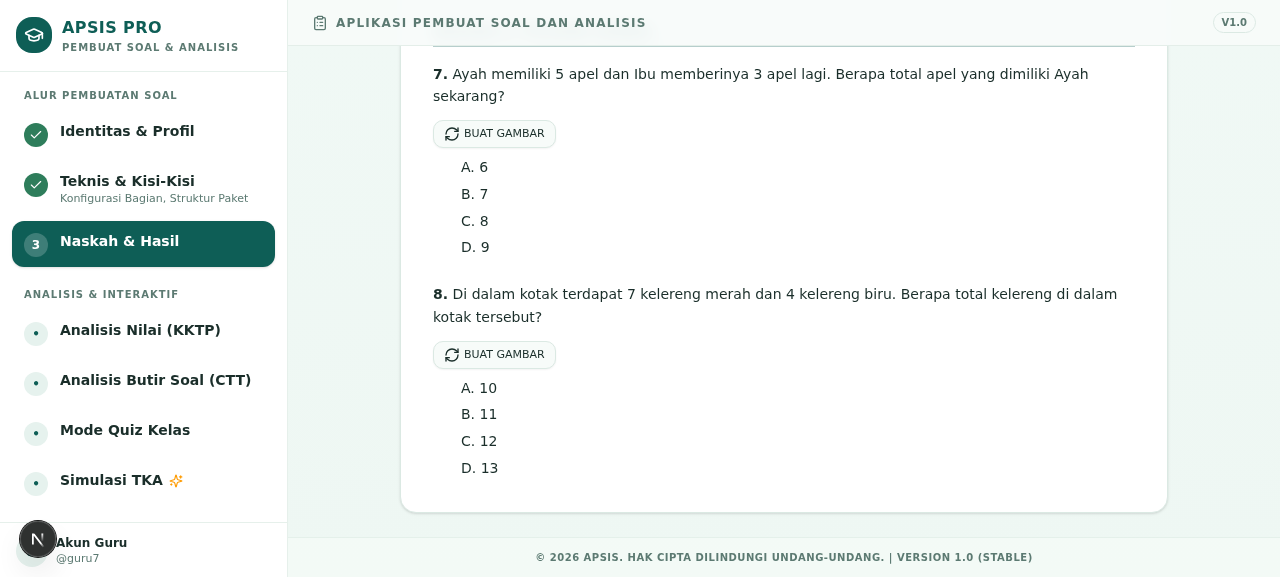 APSIS PRO
PEMBUAT SOAL & ANALISIS
ALUR PEMBUATAN SOAL
Identitas & Profil
Teknis & Kisi-Kisi
Konfigurasi Bagian, Struktur Paket
3 Naskah & Hasil
ANALISIS & INTERAKTIF
Analisis Nilai (KKTP)
Analisis Butir Soal (CTT)
Mode Quiz Kelas
Simulasi TKA
N
Akun Guru
@guru7
APLIKASI PEMBUAT SOAL DAN ANALISIS
V1.0
7. Ayah memiliki 5 apel dan Ibu memberinya 3 apel lagi. Berapa total apel yang dimiliki Ayah
sekarang?
BUAT GAMBAR
A. 6
B. 7
C. 8
D. 9
8. Di dalam kotak terdapat 7 kelereng merah dan 4 kelereng biru. Berapa total kelereng di dalam
kotak tersebut?
BUAT GAMBAR
A. 10
B. 11
C. 12
D. 13
© 2026 APSIS. HAK CIPTA DILINDUNGI UNDANG-UNDANG. | VERSION 1.0 (STABLE)